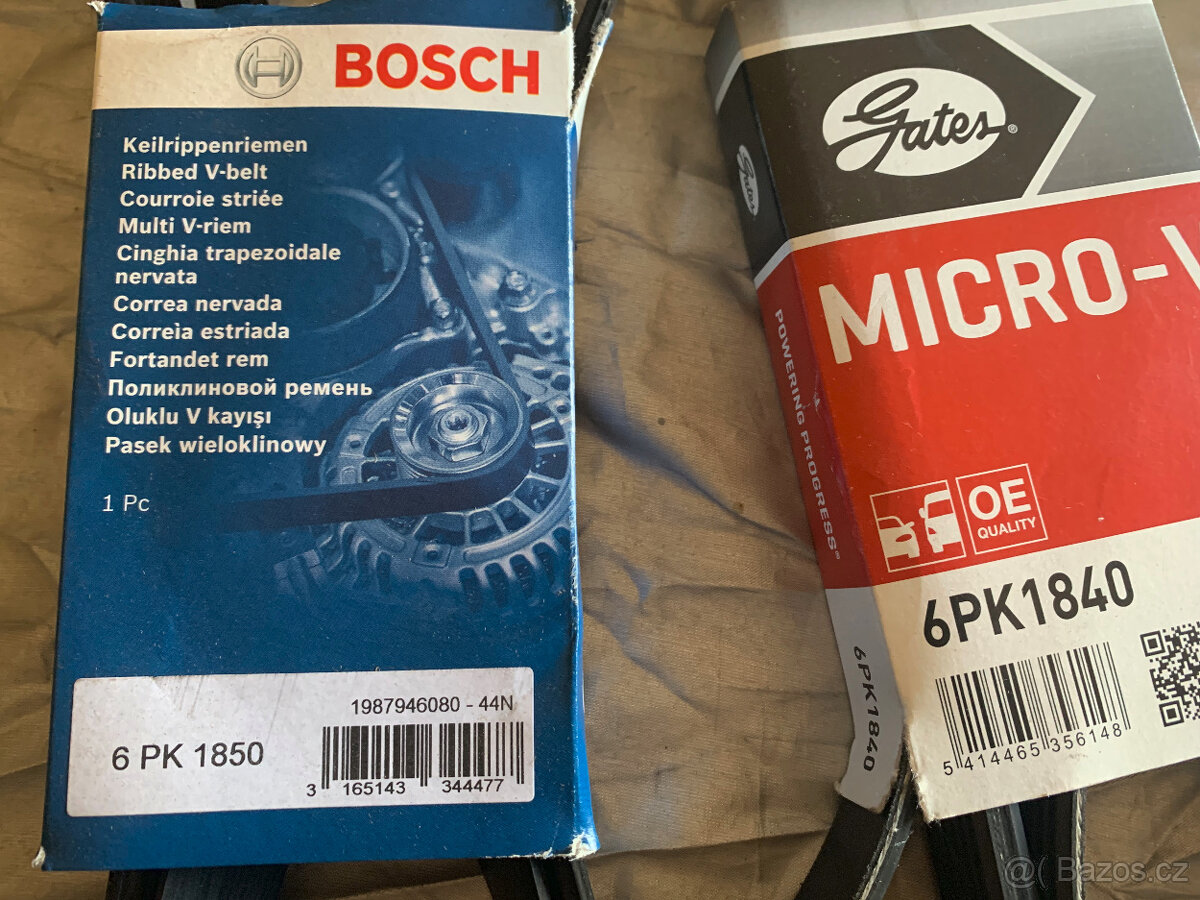 BOSCH
Keilrippenriemen
Ribbed V-belt
Courroie striée
Multi V-riem
Cinghia trapezoidale
nervata
Correa nervada
Correia estriada
Fortandet rem
Поликлиновой ремень
Oluklu V kayışı
Pasek wieloklinowy
1 Pc
1987946080 - 44N
6 PK 1850
3 165143 344477
Gates®
Gates
MICRO-V
POWERING PROGRESS®
OE
QUALITY
6PK1840
6PK1840
5 414465 356148
@( Bazos.cz